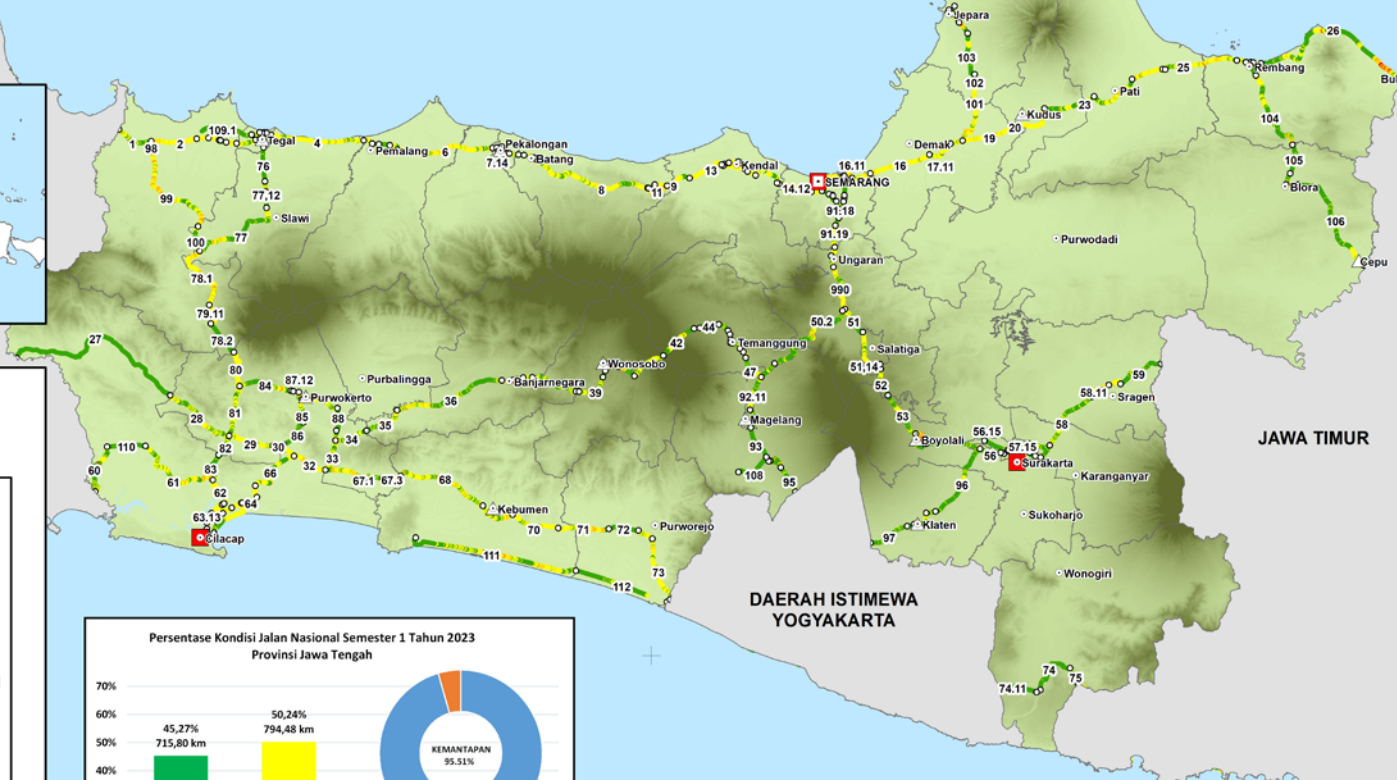 Jepara
103
102
101
26
25
Rembang
Pati
23
Kudus
20
19
104
105
Blora
106
Cepu
1
98
2
109.1
Tegal
4
Pemalang
6
Pekalongan
7.14
Batang
8
11
9
13
Kendal
14.12
SEMARANG
16.11
16
Demak
17.11
76
77,12
99
Slawi
77
100
78.1
79.11
78.2
80
91.18
91.19
Ungaran
990
Purwodadi
50.2
51
Salatiga
51,14
52
53
Boyolali
27
84
87.12
Purbalingga
Purwokerto
81
85
88
86
28
29
30
82
83
33
34
35
36
Banjarnegara
39
Wonosobo
42
44
Temanggung
47
92.11
Magelang
93
108
95
110
60
61
62
63.13
64
66
32
67.1
67.3
68
Cilacap
Kebumen
70
71
72
Purworejo
73
111
112
56.15
56
57.15
Surakarta
58
58.11
59
Sragen
Karanganyar
96
97
Klaten
Sukoharjo
Wonogiri
74
74.11
75
JAWA TIMUR
DAERAH ISTIMEWA
YOGYAKARTA
Persentase Kondisi Jalan Nasional Semester 1 Tahun 2023
Provinsi Jawa Tengah
70%
60%
50%
40%
45,27%
715,80 km
50,24%
794,48 km
KEMANTAPAN
95.51%